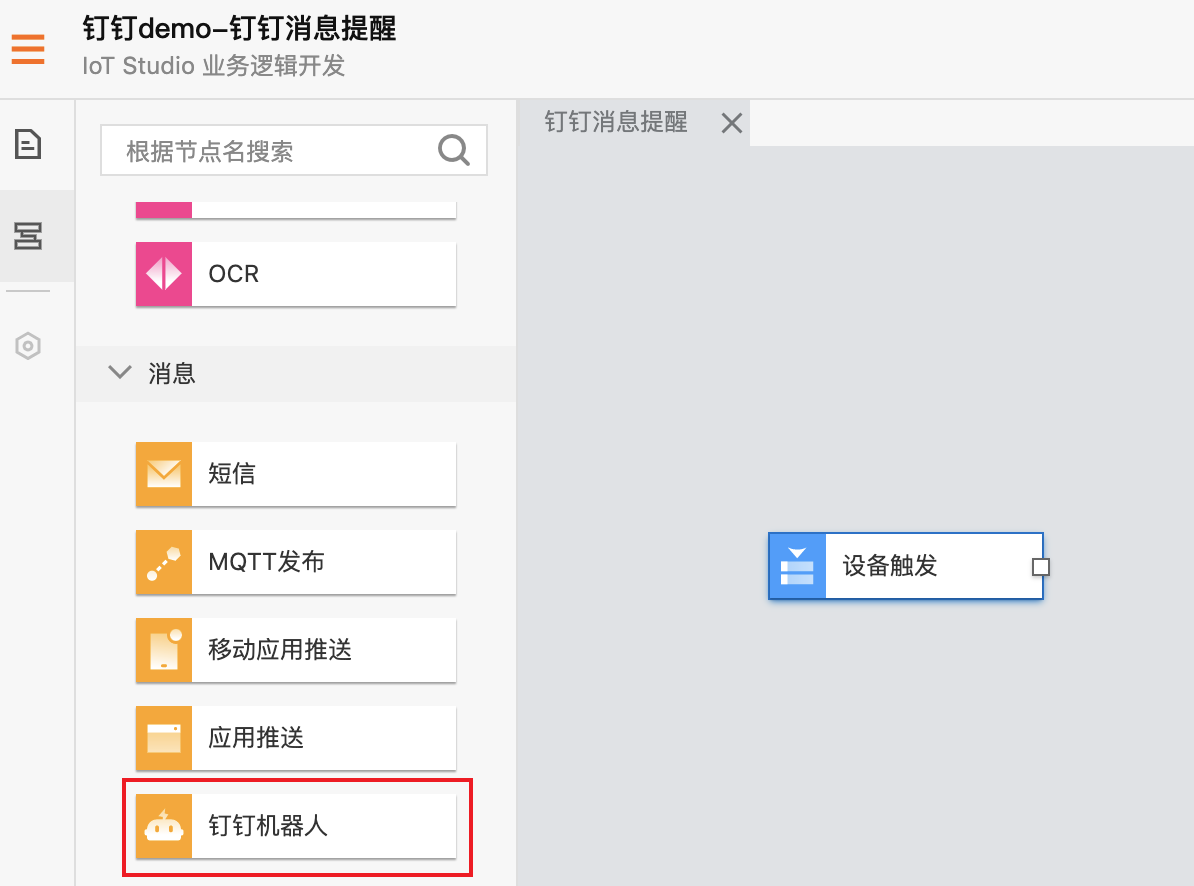 钉钉demo-钉钉消息提醒
IoT Studio 业务逻辑开发
根据节点名搜索
OCR
消息
短信
MQTT发布
移动应用推送
应用推送
钉钉机器人
钉钉消息提醒
设备触发